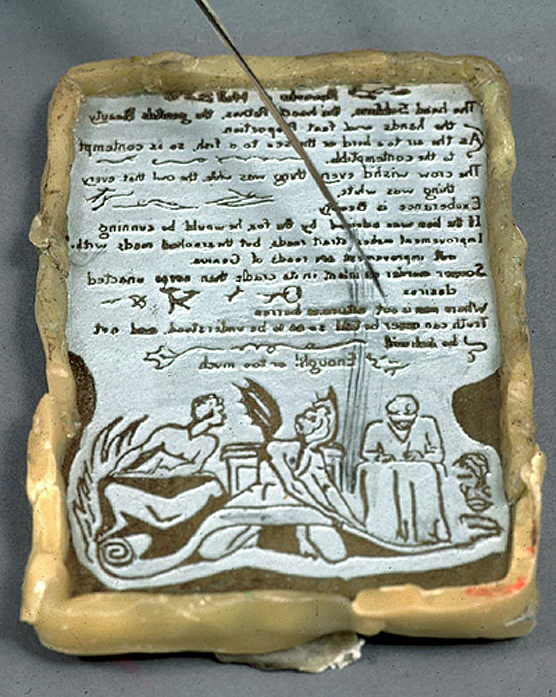 Proverbs Hell
The head Sublime, the heart Pathos, the genitals Beauty
the hands and feet Proportion.
As the air to a bird or the sea to a fish, so is contempt
to the contemptible.
The crow wished every thing was the owl that every
thing was white.
Exuberance is Beauty
If the lion was advised by the fox, he would be cunning
Improvement makes strait roads, but the crooked roads with-
out improvement are roads of Genius.
Sooner murder an infant in its cradle than nurse unacted
desires
Where man is not nature is barren
Truth can never be told so as to be understood, and not
be believ'd
Enough! or too much